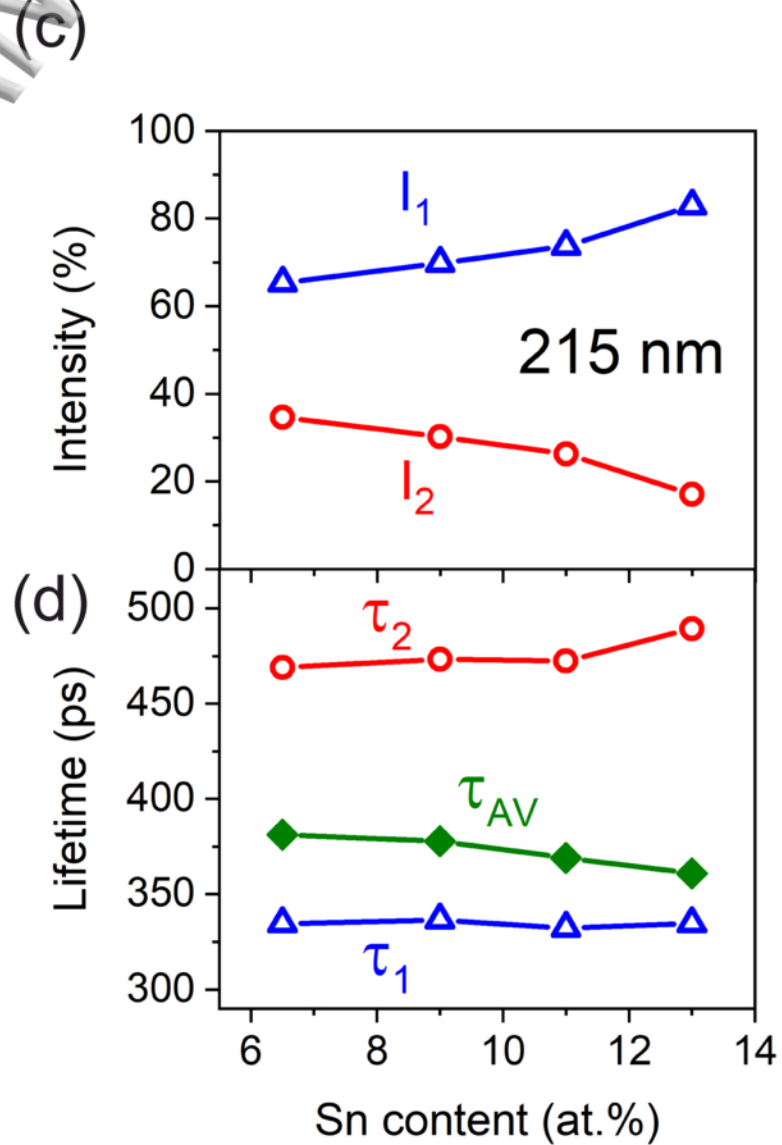 (c)
100
80
60
40
20
0
Intensity (%)
I1
215 nm
I2
(d)
500
450
400
350
300
Lifetime (ps)
τ2
τAV
τ1
6 8 10 12 14
Sn content (at.%)